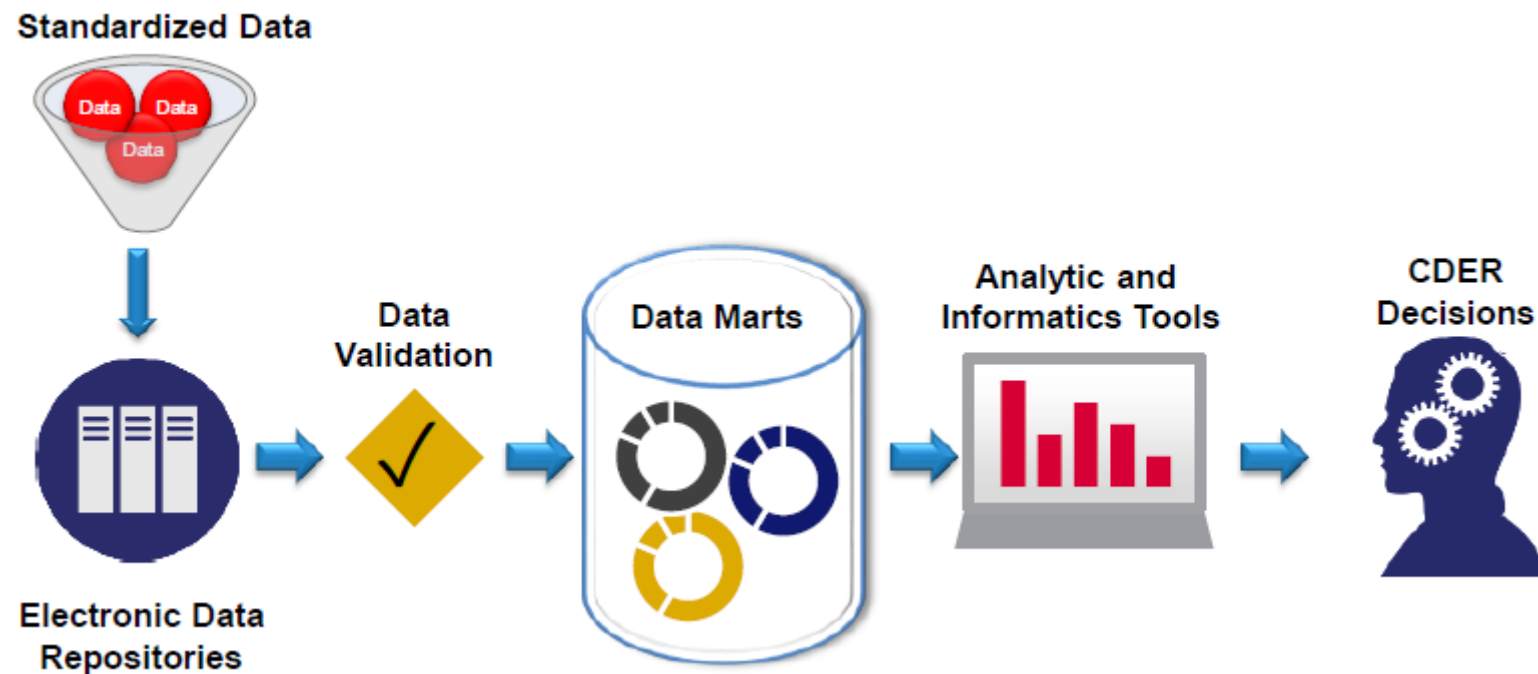 Standardized Data
Data
Data
Data
Electronic Data
Repositories
Data
Validation
Data Marts
Analytic and
Informatics Tools
CDER
Decisions